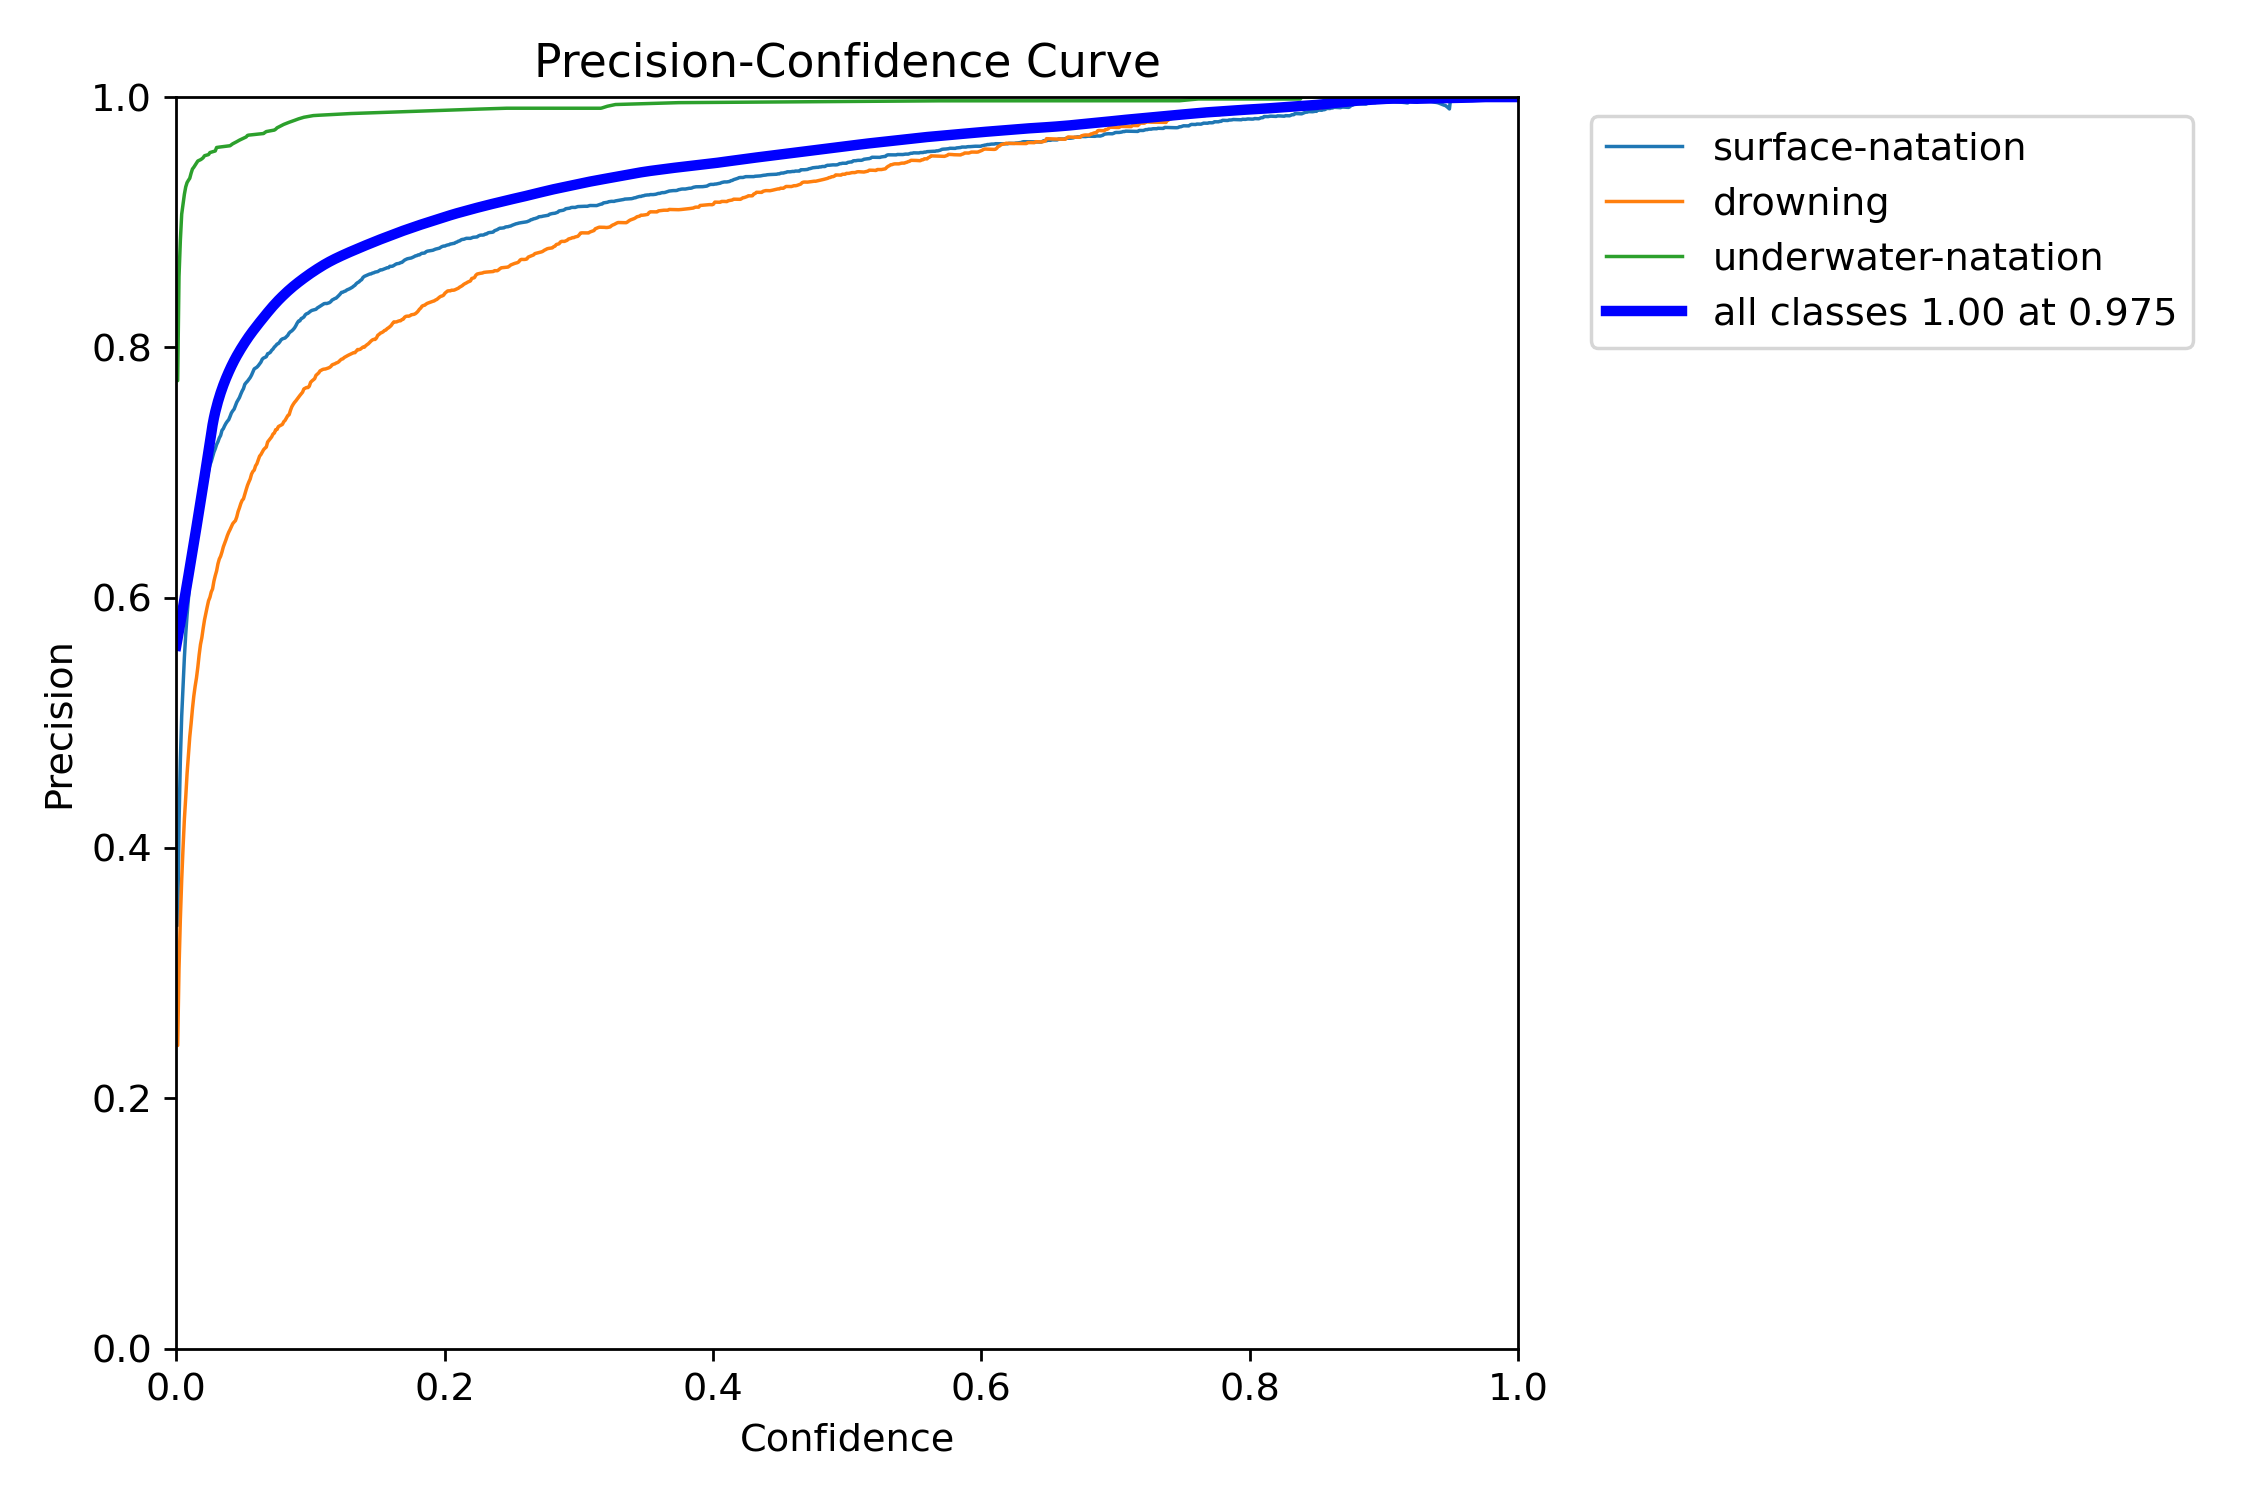 Precision-Confidence Curve
1.0
0.8
0.6
0.4
0.2
0.0
Precision
0.0 0.2 0.4 0.6 0.8 1.0
Confidence
surface-natation
drowning
underwater-natation
all classes 1.00 at 0.975